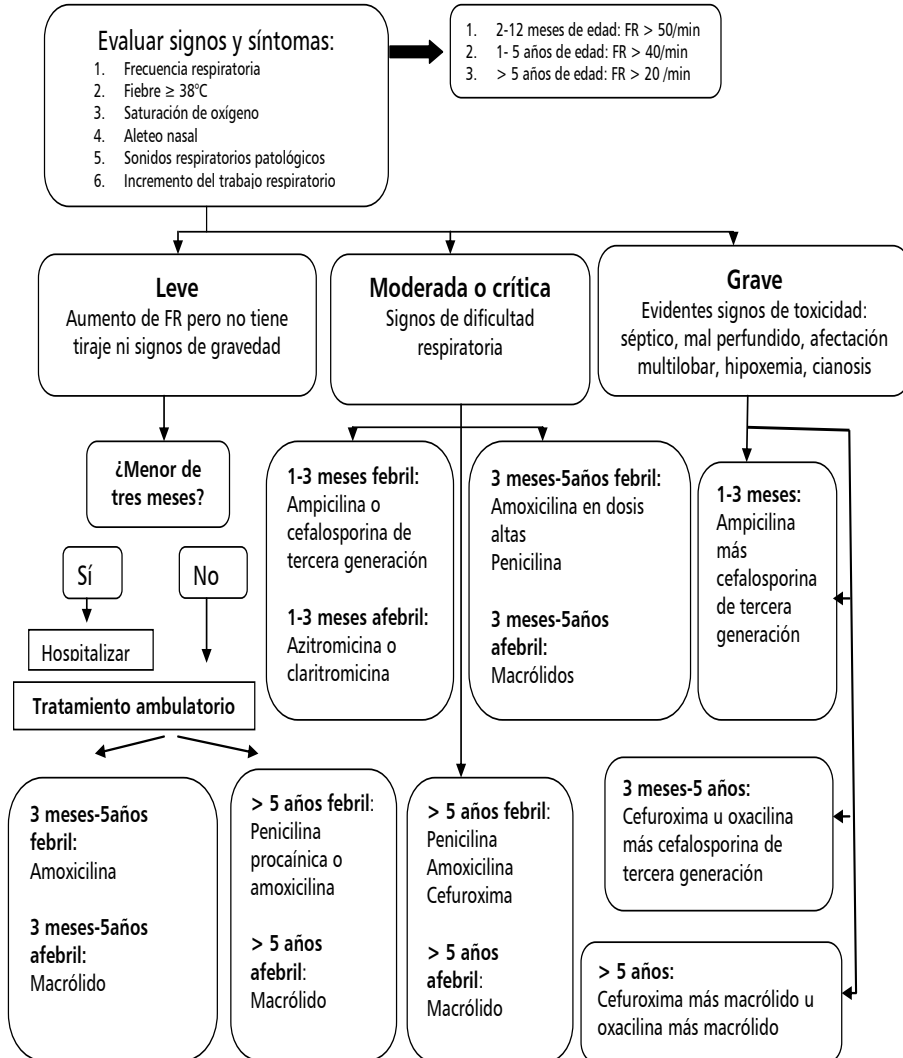 Evaluar signos y síntomas:
1. Frecuencia respiratoria
2. Fiebre ≥ 38°C
3. Saturación de oxígeno
4. Aleteo nasal
5. Sonidos respiratorios patológicos
6. Incremento del trabajo respiratorio
1. 2-12 meses de edad: FR > 50/min
2. 1- 5 años de edad: FR > 40/min
3. > 5 años de edad: FR > 20 /min
Leve
Aumento de FR pero no tiene
tiraje ni signos de gravedad
Moderada o crítica
Signos de dificultad
respiratoria
Grave
Evidentes signos de toxicidad:
séptico, mal perfundido, afectación
multilobar, hipoxemia, cianosis
¿Menor de
tres meses?
Sí
No
Hospitalizar
Tratamiento ambulatorio
1-3 meses febril:
Ampicilina o
cefalosporina de
tercera generación
1-3 meses afebril:
Azitromicina o
claritromicina
3 meses-5años febril:
Amoxicilina en dosis
altas
Penicilina
3 meses-5años
afebril:
Macrólidos
1-3 meses:
Ampicilina
más
cefalosporina
de tercera
generación
3 meses-5años
febril:
Amoxicilina
3 meses-5años
afebril:
Macrólido
> 5 años febril:
Penicilina
procaínica o
amoxicilina
> 5 años
afebril:
Macrólido
> 5 años febril:
Penicilina
Amoxicilina
Cefuroxima
> 5 años
afebril:
Macrólido
3 meses-5 años:
Cefuroxima u oxacilina
más cefalosporina de
tercera generación
> 5 años:
Cefuroxima más macrólido u
oxacilina más macrólido